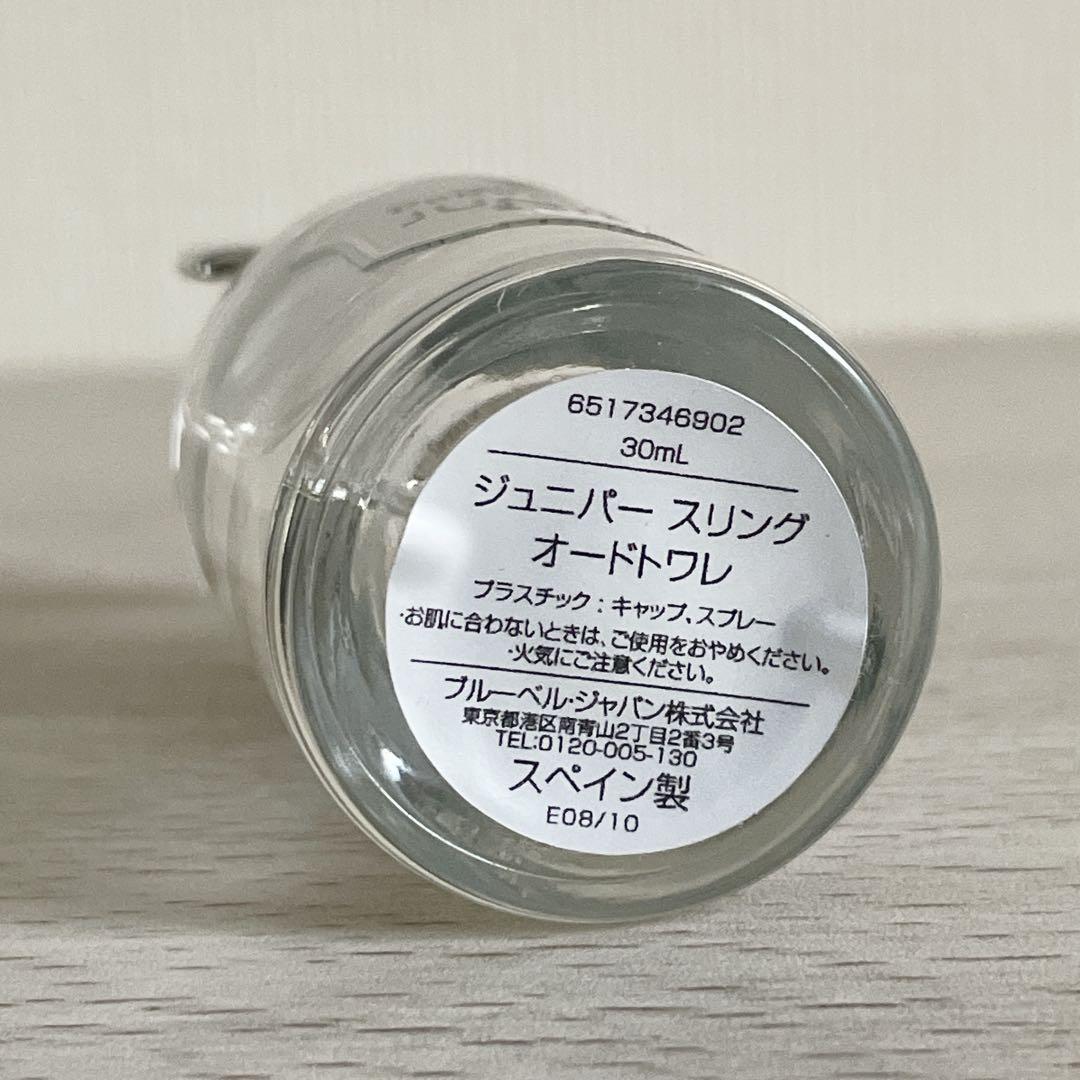 6517346902
30mL
ジュニパー スリング
オードトワレ
プラスチック：キャップ、スプレー
・お肌に合わないときは、ご使用をおやめください。
・火気にご注意ください。
ブルーベル・ジャパン株式会社
東京都港区南青山2丁目2番3号
TEL:0120-005-130
スペイン製
E08/10